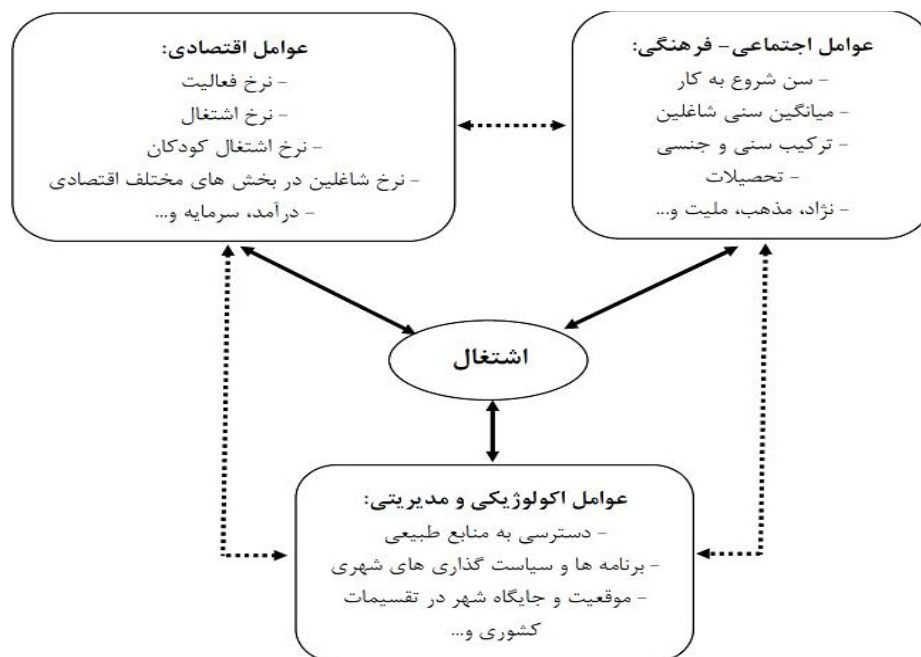 عوامل اجتماعی- فرهنگی:
- سن شروع به کار
- میانگین سنی شاغلین
- ترکیب سنی و جنسی
- تحصیلات
- نژاد، مذهب، ملیت و...
عوامل اقتصادی:
- نرخ فعالیت
- نرخ اشتغال
- نرخ اشتغال کودکان
- نرخ شاغلین در بخش های مختلف اقتصادی
- درآمد، سرمایه و...
اشتغال
عوامل اکولوژیکی و مدیریتی:
- دسترسی به منابع طبیعی
- برنامه ها و سیاست گذاری های شهری
- موقعیت و جایگاه شهر در تقسیمات
کشوری و...